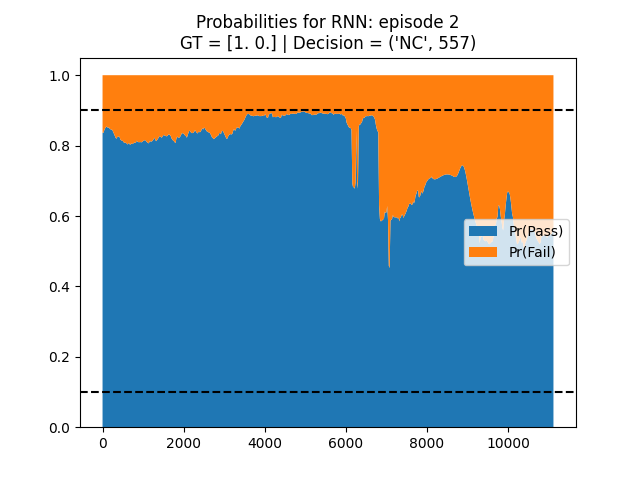 Probabilities for RNN: episode 2
GT = [1. 0.] | Decision = ('NC', 557)
1.0
0.8
0.6
0.4
0.2
0.0
Pr(Pass)
Pr(Fail)
0 2000 4000 6000 8000 10000